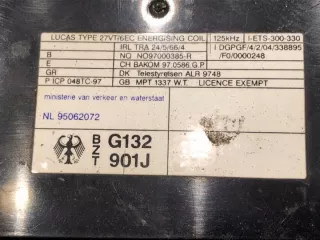 LUCAS TYPE 27VT/6EC ENERGISING COIL 125kHz I-ETS-300-330
IRL TRA 24/5/66/4 I DGPGF/4/2/04/338895
B NO NO97000385-R /F0/0000248
E CH BAKOM 97.0586.G.P
GR DK Telestyrelsen ALR 9748
P ICP 048TC-97 GB MPT 1337 W.T. LICENCE EXEMPT
ministerie van verkeer en waterstaat
NL 95062072
BZT G132
901J